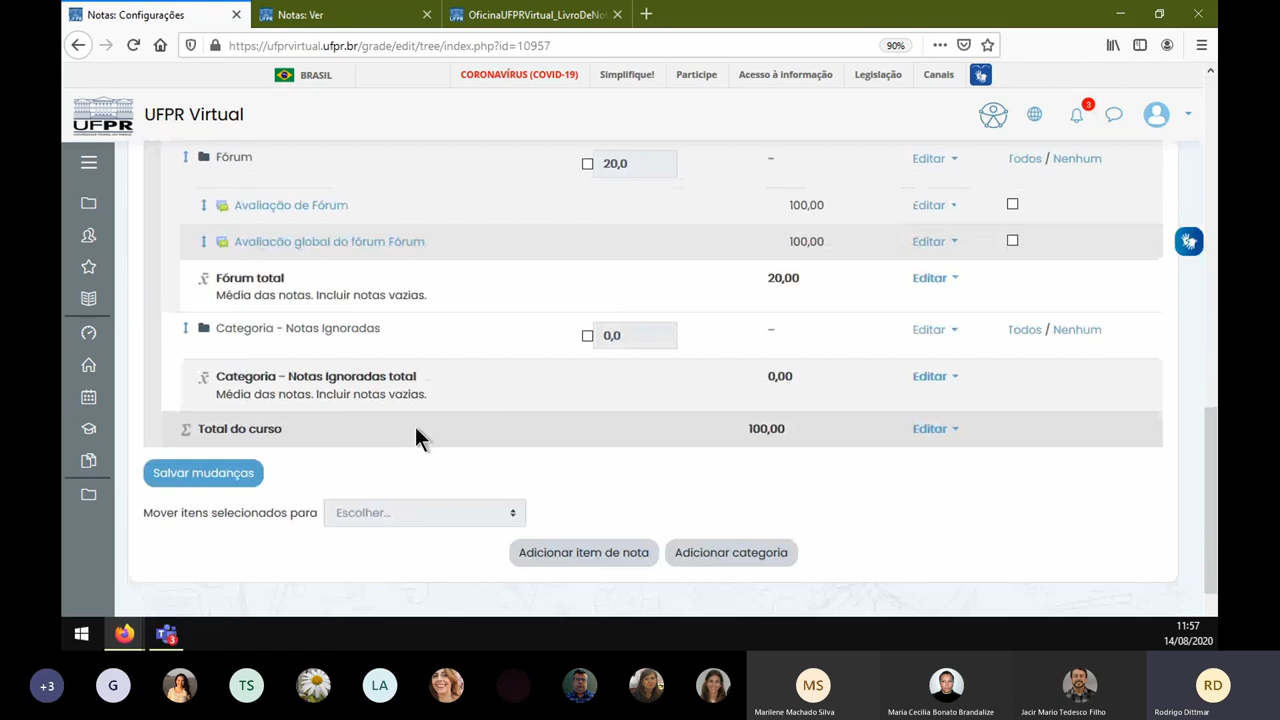 Notas: Configurações
Notas: Ver
OficinaUFPRVirtual_LivroDeNot
https://ufprvirtual.ufpr.br/grade/edit/tree/index.php?id=10957
90%
BRASIL
CORONAVÍRUS (COVID-19)
Simplifique!
Participe
Acesso à informação
Legislação
Canais
UFPR
UFPR Virtual
3
Fórum
20,0
–
Editar
Todos / Nenhum
Avaliação de Fórum
100,00
Editar
Avaliacão global do fórum Fórum
100,00
Editar
Fórum total
20,00
Editar
Média das notas. Incluir notas vazias.
Categoria - Notas Ignoradas
0,0
–
Editar
Todos / Nenhum
Categoria - Notas Ignoradas total
0,00
Editar
Média das notas. Incluir notas vazias.
Total do curso
100,00
Editar
Salvar mudanças
Mover itens selecionados para
Escolher...
Adicionar item de nota
Adicionar categoria
11:57
14/08/2020
3
+3
G
TS
LA
MS
RD
Marilene Machado Silva
Maria Cecilia Bonato Brandalize
Jacir Mario Tedesco Filho
Rodrigo Dittmar